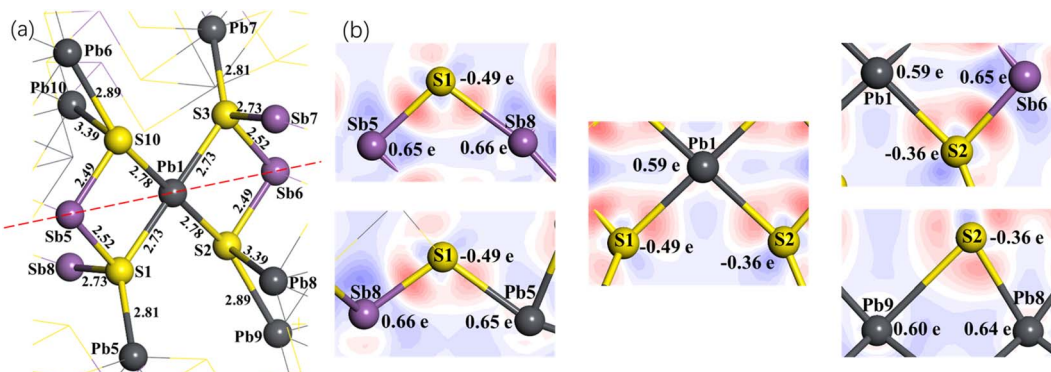 (a)
Pb7
Pb6
2.81
Pb10
2.89
S3
2.73
Sb7
3.39
S10
2.52
Pb1
2.73
Sb6
2.49
2.78
2.49
Sb5
2.78
2.52
2.73
S2
3.39
Sb8
2.73
S1
Pb8
2.81
2.89
Pb9
Pb5
(b)
S1 -0.49 e
Sb5
Sb8
0.65 e
0.66 e
S1 -0.49 e
Sb8
Pb5
0.66 e
0.65 e
Pb1
0.59 e
S1
-0.49 e
S2
-0.36 e
0.59 e
0.65 e
Pb1
Sb6
S2
-0.36 e
S2 -0.36 e
Pb9
Pb8
0.60 e
0.64 e